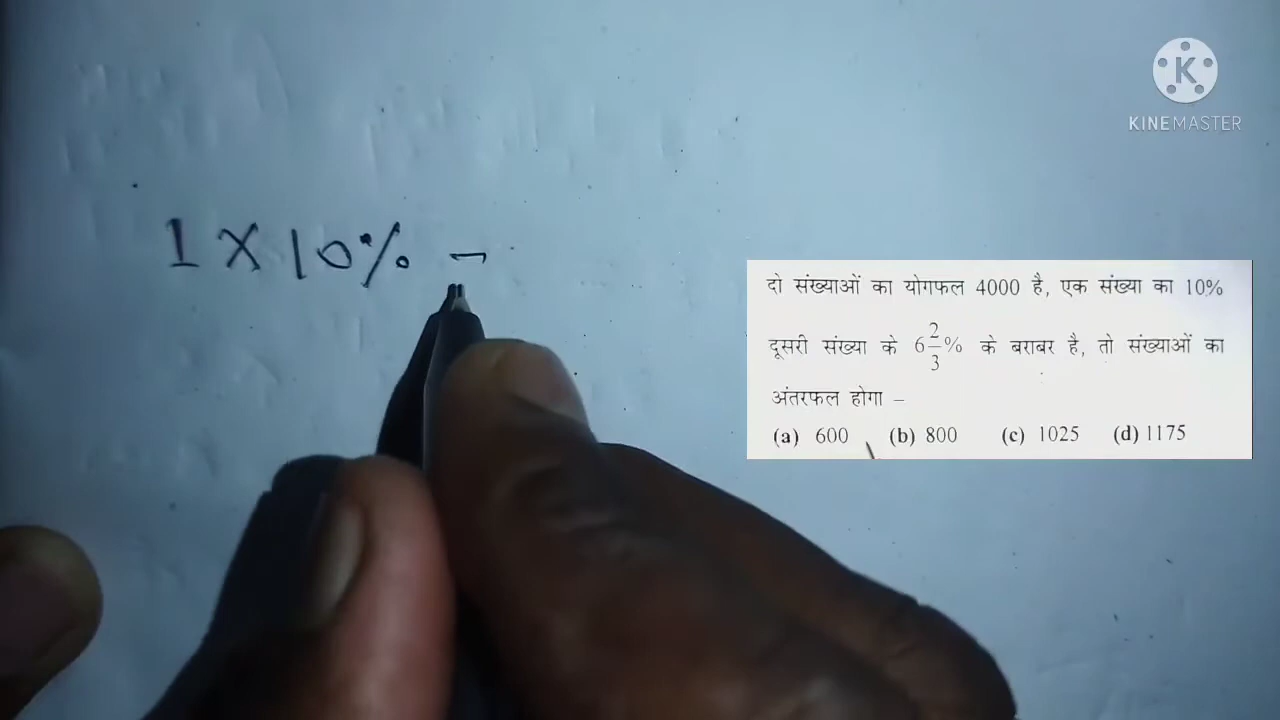 K
KINEMASTER
1 X 10% -
दो संख्याओं का योगफल 4000 है, एक संख्या का 10%
दूसरी संख्या के 6 2/3 % के बराबर है, तो संख्याओं का
अंतरफल होगा –
(a) 600 (b) 800 (c) 1025 (d) 1175